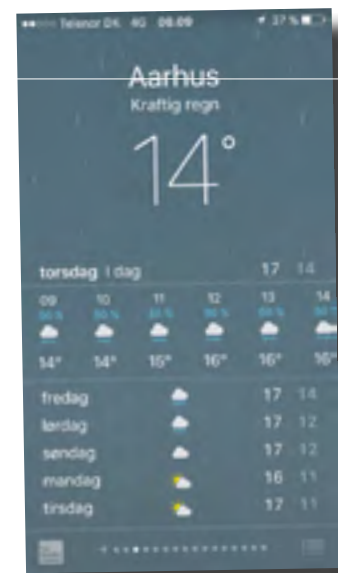 Telenor DK 4G 09.09 37 %
Aarhus
Kraftig regn
14°
torsdag I dag 17 14
09 10 11 12 13 14
14° 14° 15° 16° 16° 16°
fredag 17 14
lørdag 17 12
søndag 17 12
mandag 16 11
tirsdag 17 11